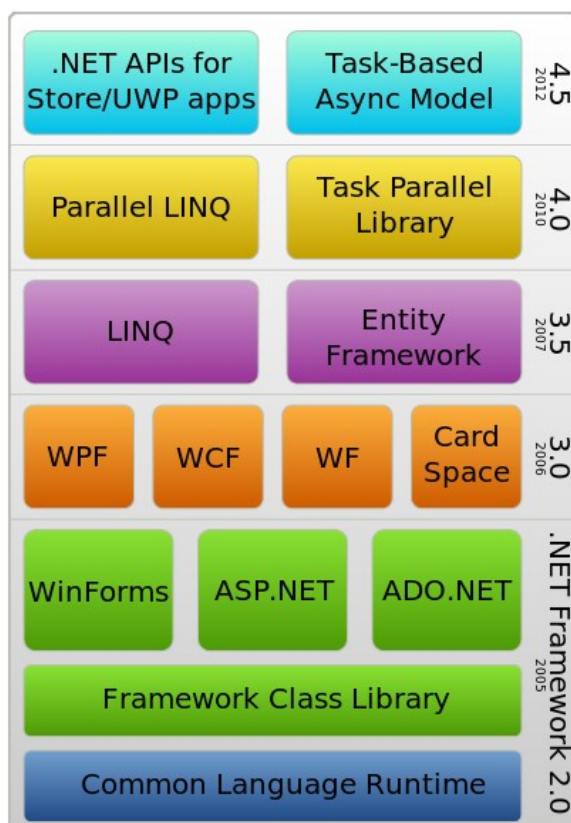 .NET APIs for
Store/UWP apps
Task-Based
Async Model
4.5
2012
Parallel LINQ
Task Parallel
Library
4.0
2010
LINQ
Entity
Framework
3.5
2007
WPF
WCF
WF
Card
Space
3.0
2006
WinForms
ASP.NET
ADO.NET
Framework Class Library
Common Language Runtime
.NET Framework 2.0
2005